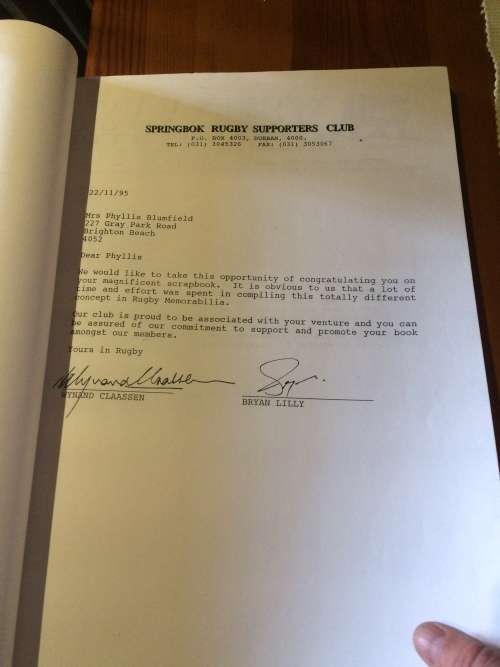 SPRINGBOK RUGBY SUPPORTERS CLUB
P.O. BOX 4003, DURBAN, 4000.
TEL: (031) 3045326 FAX: (031) 3053067
22/11/95
Mrs Phyllis Blumfield
227 Gray Park Road
Brighton Beach
4052
Dear Phyllis
We would like to take this opportunity of congratulating you on
your magnificent scrapbook. It is obvious to us that a lot of
time and effort was spent in compiling this totally different
concept in Rugby Memorabilia.
Our club is proud to be associated with your venture and you can
be assured of our commitment to support and promote your book
amongst our members.
Yours in Rugby
Wynand Claassen
WYNAND CLAASSEN
BRYAN LILLY